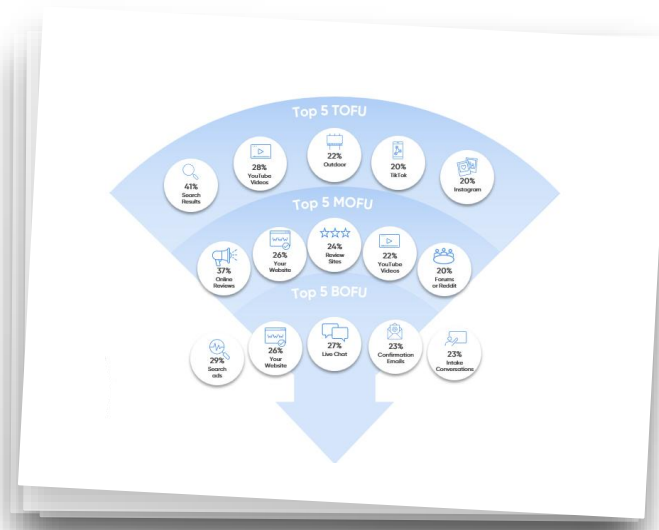 Top 5 TOFU
41%
Search
Results
28%
YouTube
Videos
22%
Outdoor
20%
TikTok
20%
Instagram
Top 5 MOFU
37%
Online
Reviews
www
26%
Your
Website
24%
Review
Sites
22%
YouTube
Videos
20%
Forums
or Reddit
Top 5 BOFU
29%
Search
ads
www
26%
Your
Website
27%
Live Chat
23%
Confirmation
Emails
23%
Intake
Conversations